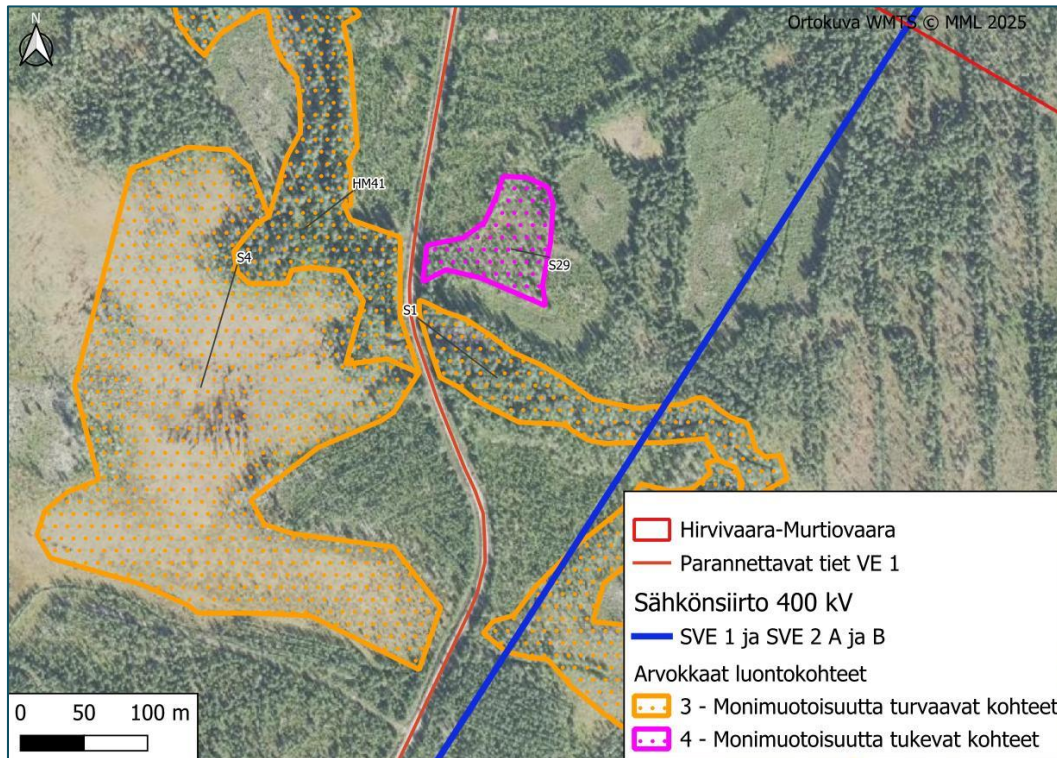 N
Ortokuva WMTS © MML 2025
HM41
S4
S29
S1
0 50 100 m
Hirvivaara-Murtiovaara
Parannettavat tiet VE 1
Sähkönsiirto 400 kV
SVE 1 ja SVE 2 A ja B
Arvokkaat luontokohteet
3 - Monimuotoisuutta turvaavat kohteet
4 - Monimuotoisuutta tukevat kohteet